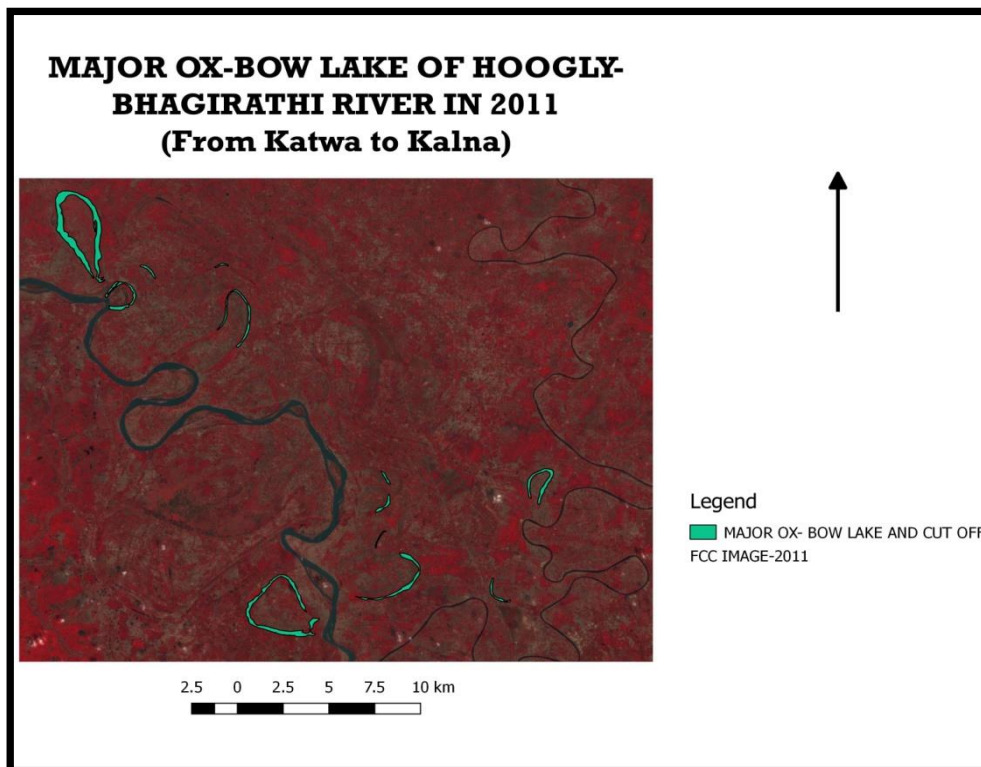 MAJOR OX-BOW LAKE OF HOOGLY-
BHAGIRATHI RIVER IN 2011
(From Katwa to Kalna)
Legend
MAJOR OX- BOW LAKE AND CUT OFF
FCC IMAGE-2011
2.5 0 2.5 5 7.5 10 km